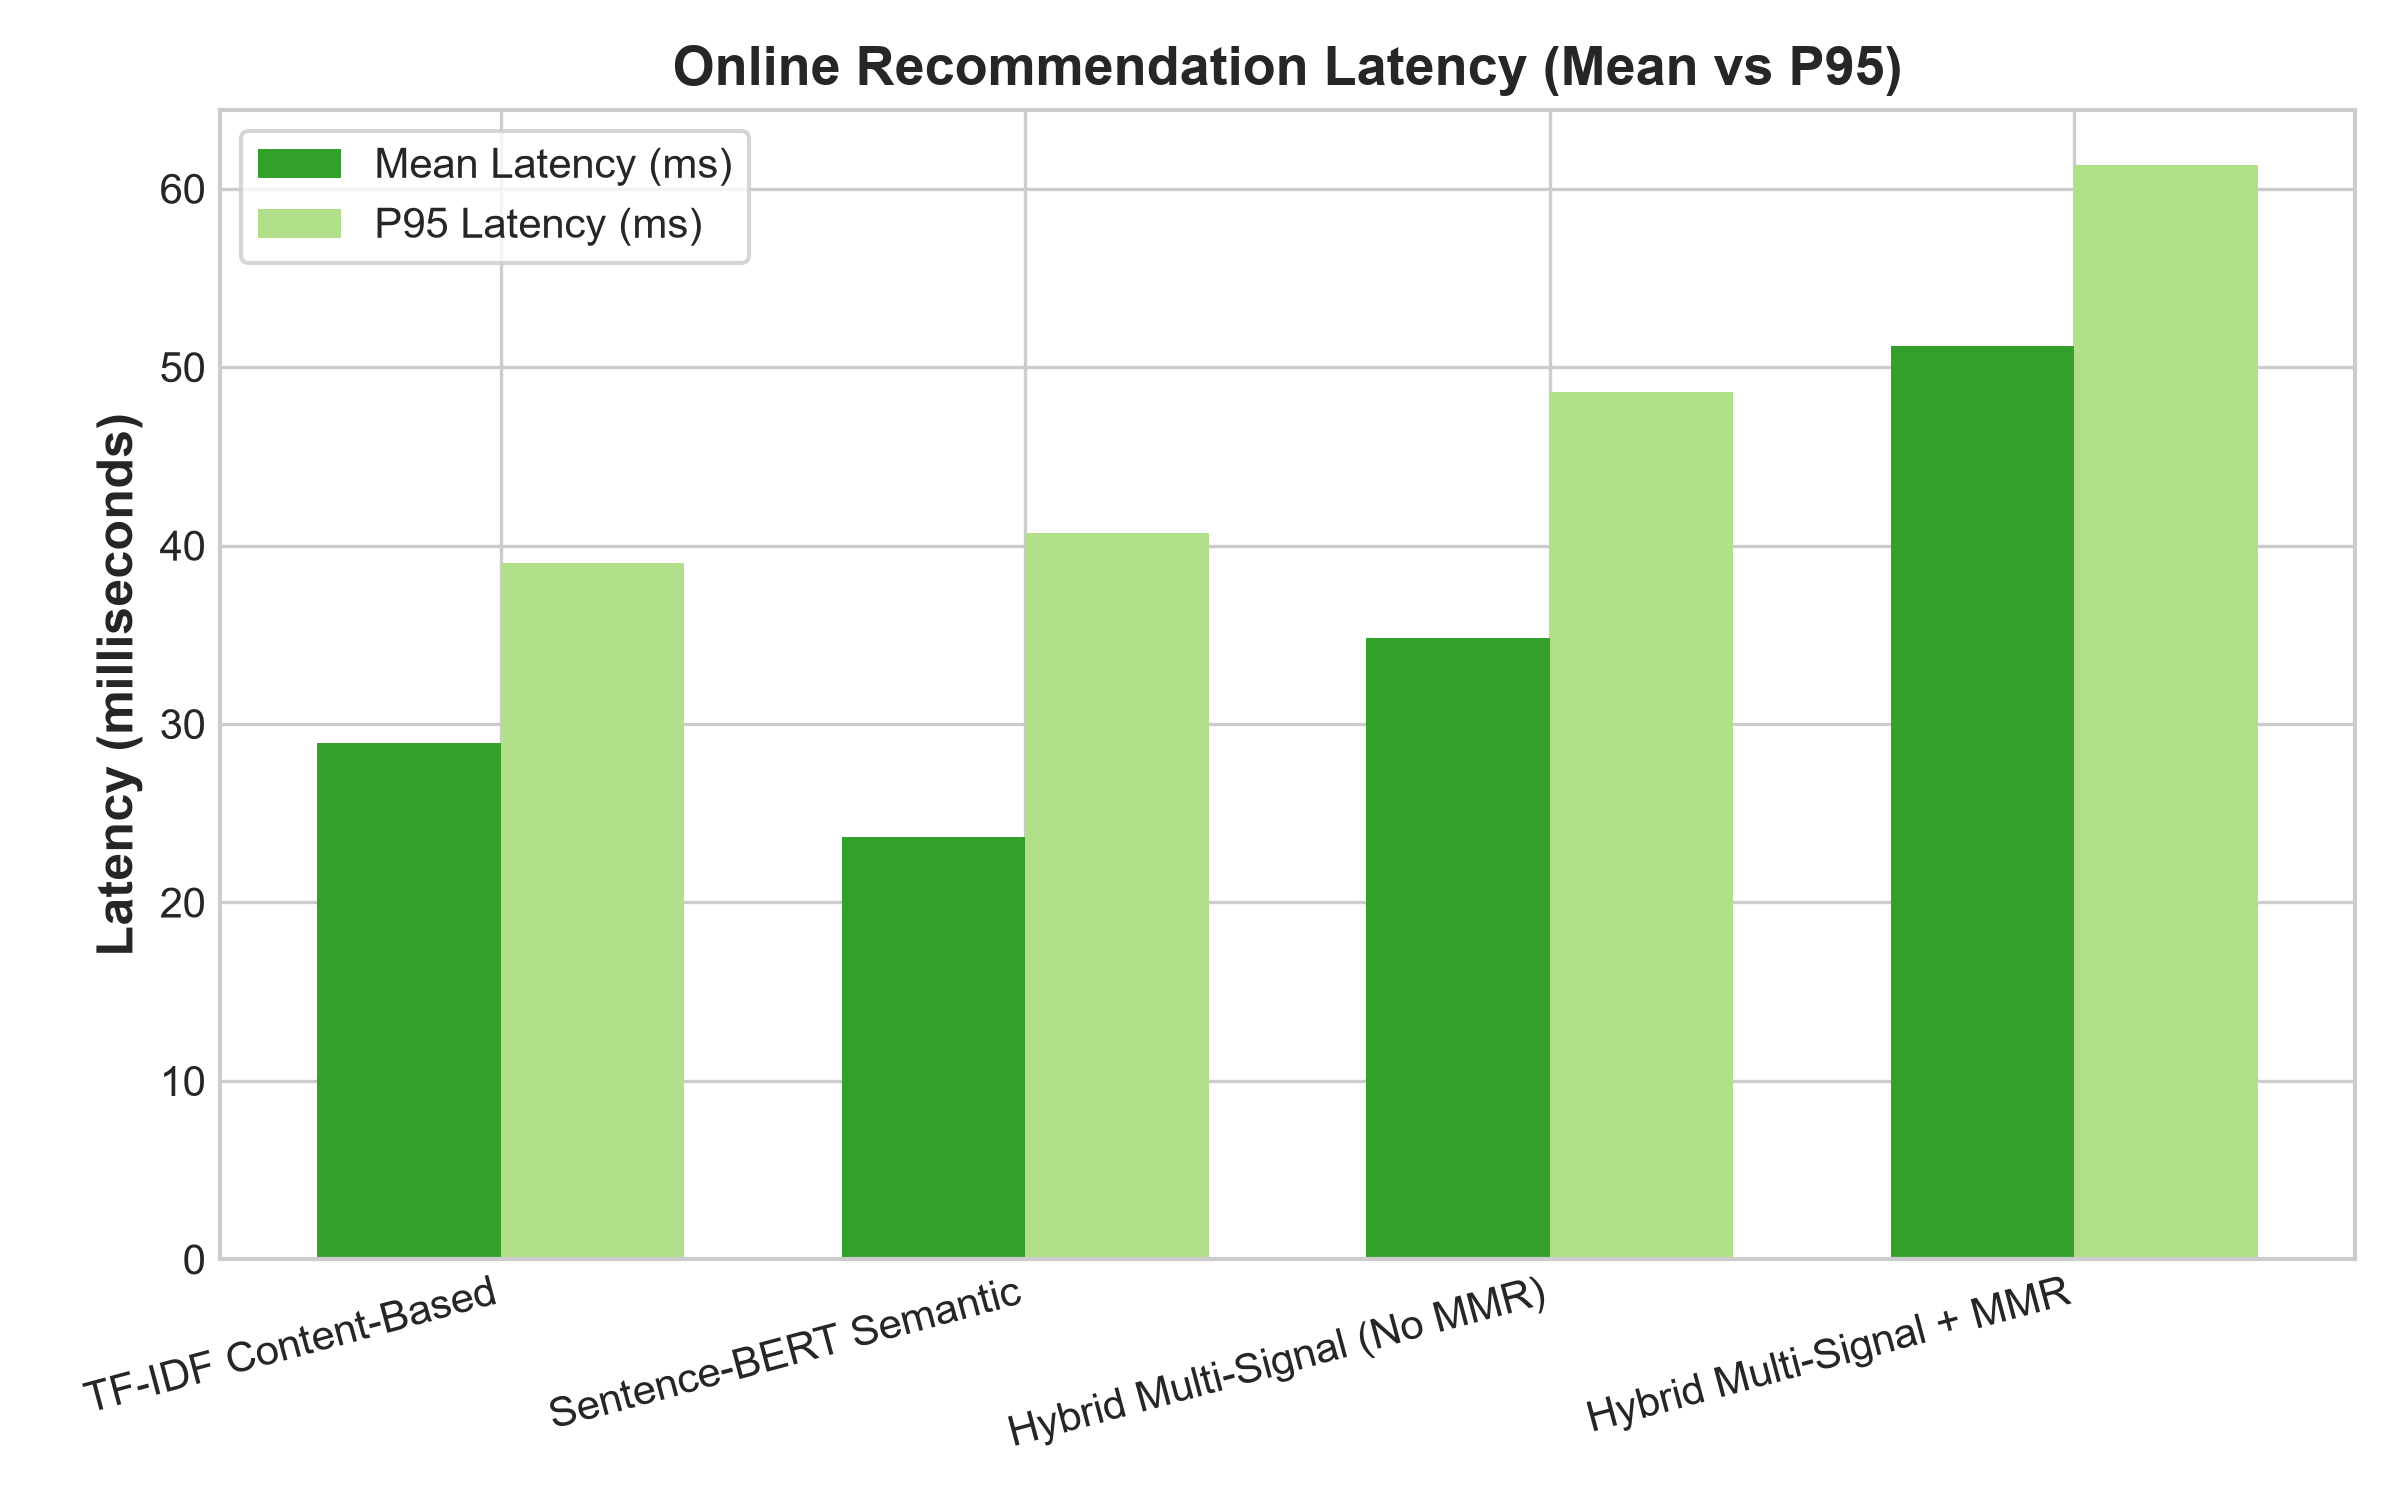 Online Recommendation Latency (Mean vs P95)
Mean Latency (ms)
P95 Latency (ms)
Latency (milliseconds)
60
50
40
30
20
10
0
TF-IDF Content-Based
Sentence-BERT Semantic
Hybrid Multi-Signal (No MMR)
Hybrid Multi-Signal + MMR